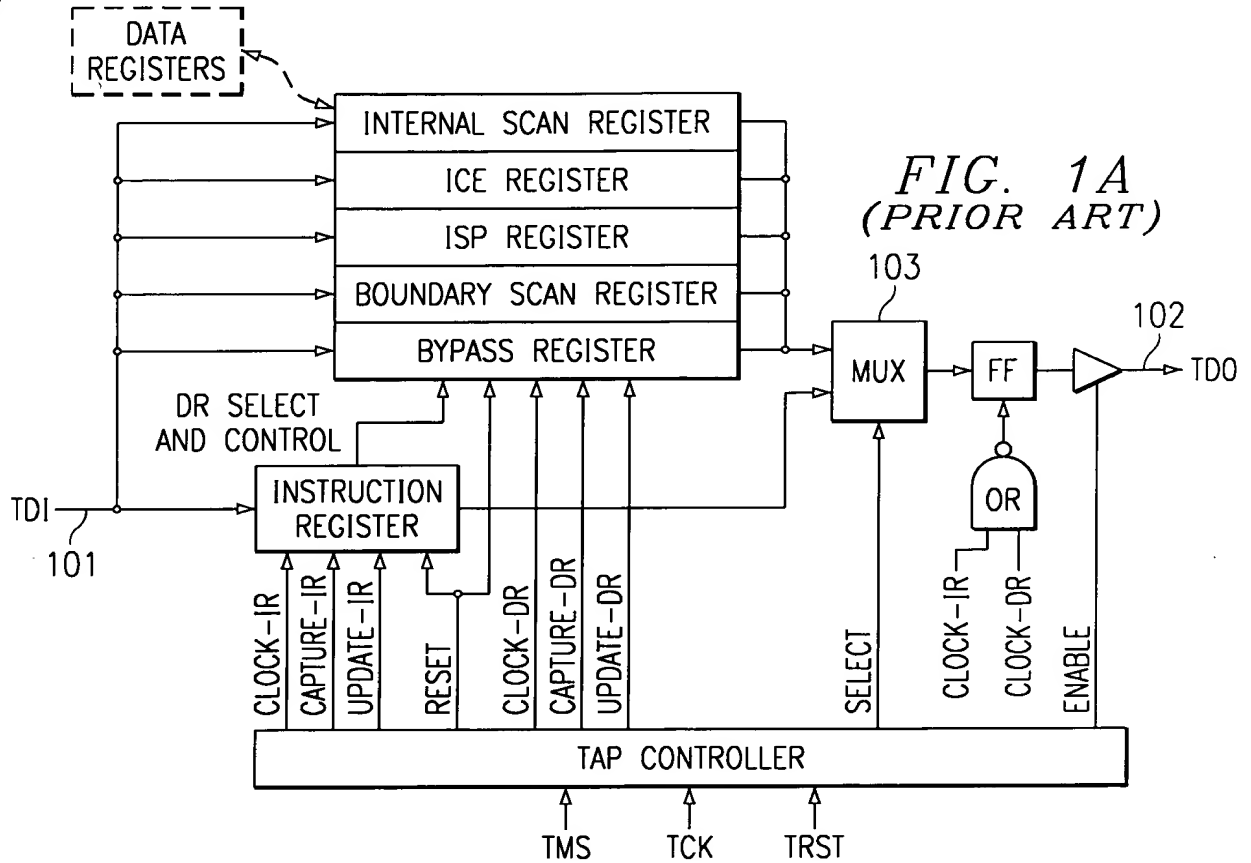 DATA
REGISTERS
INTERNAL SCAN REGISTER
ICE REGISTER
ISP REGISTER
BOUNDARY SCAN REGISTER
BYPASS REGISTER
FIG. 1A
(PRIOR ART)
103
102
MUX
FF
TDO
DR SELECT
AND CONTROL
INSTRUCTION
REGISTER
OR
TDI
101
CLOCK-IR
CAPTURE-IR
UPDATE-IR
RESET
CLOCK-DR
CAPTURE-DR
UPDATE-DR
SELECT
CLOCK-IR
CLOCK-DR
ENABLE
TAP CONTROLLER
TMS
TCK
TRST